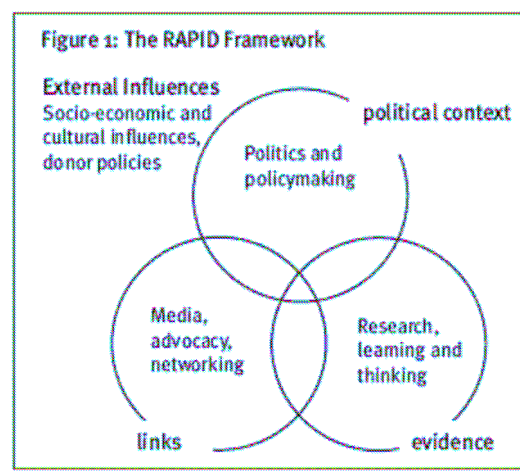 Figure 1: The RAPID Framework
External Influences
Socio-economic and
cultural influences,
donor policies
political context
Politics and
policymaking
Media,
advocacy,
networking
Research,
learning and
thinking
links
evidence